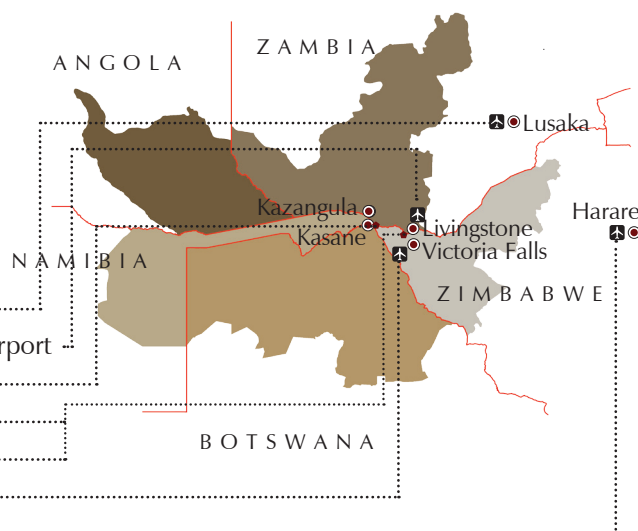 ZAMBIA
ANGOLA
Lusaka
Kazangula
Harare
Livingstone
Kasane
Victoria Falls
NAMIBIA
ZIMBABWE
rport
BOTSWANA